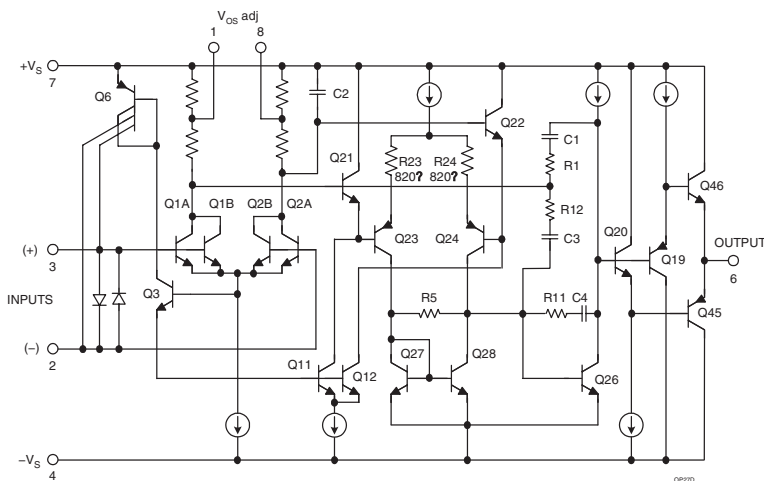 V_OS adj
1 8
+V_S
7
Q6
C2
Q22
Q21
C1
R1
R23
820?
R24
820?
R12
C3
Q1A Q1B Q2B Q2A
Q46
(+)
3
Q23
Q24
Q20
Q19
OUTPUT
6
INPUTS
Q3
R5
R11
C4
Q45
(−)
2
Q11
Q12
Q27
Q28
Q26
−V_S
4
OP27D